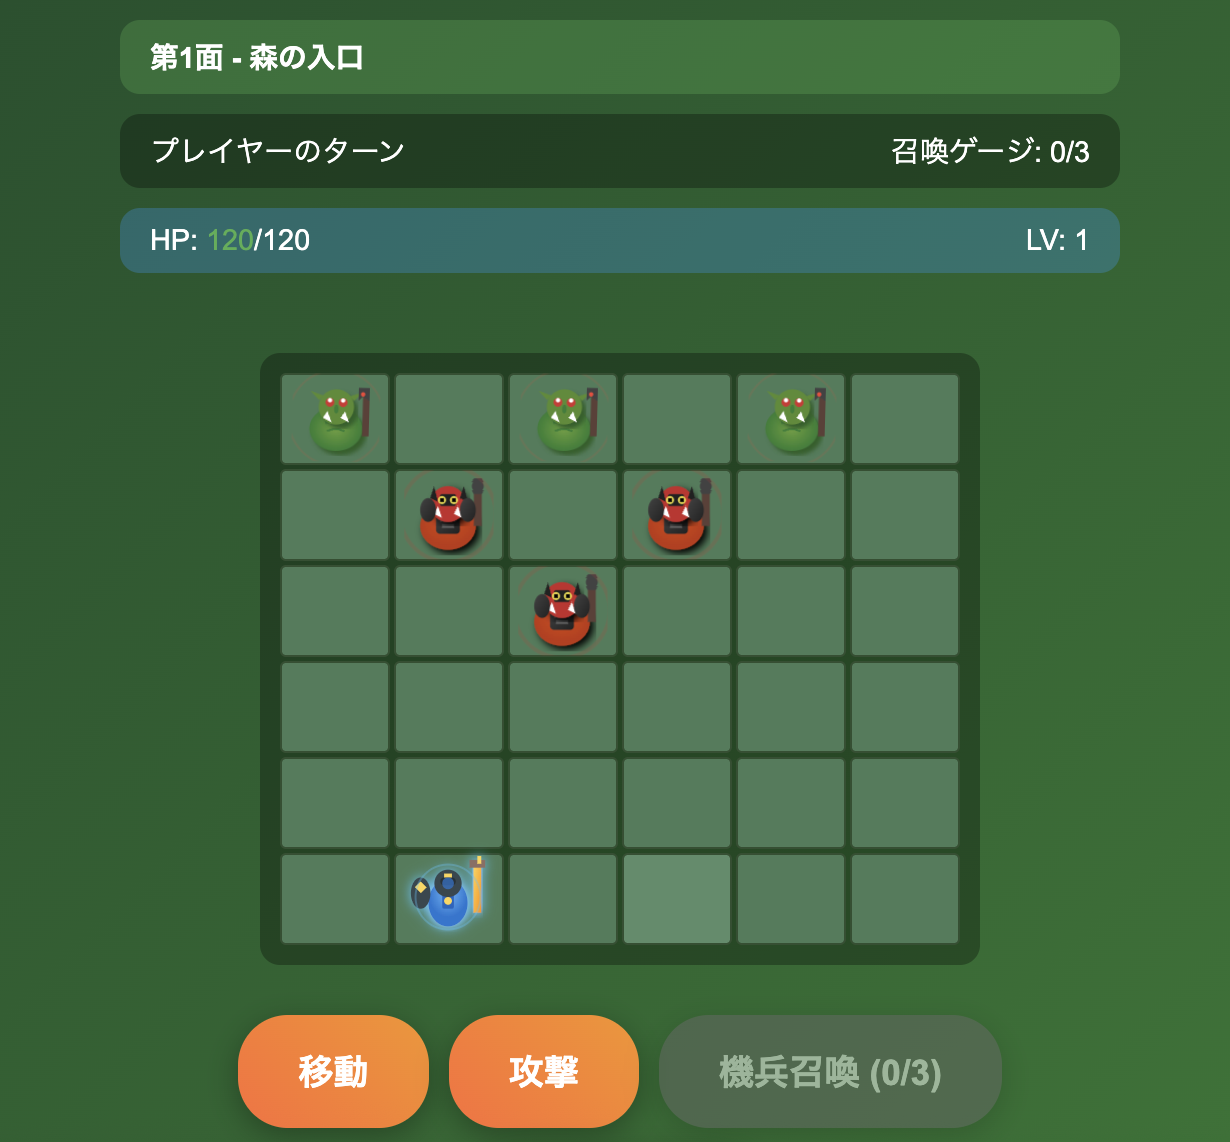 第1面 - 森の入口
プレイヤーのターン 召喚ゲージ: 0/3
HP: 120/120 LV: 1
移動 攻撃 機兵召喚 (0/3)